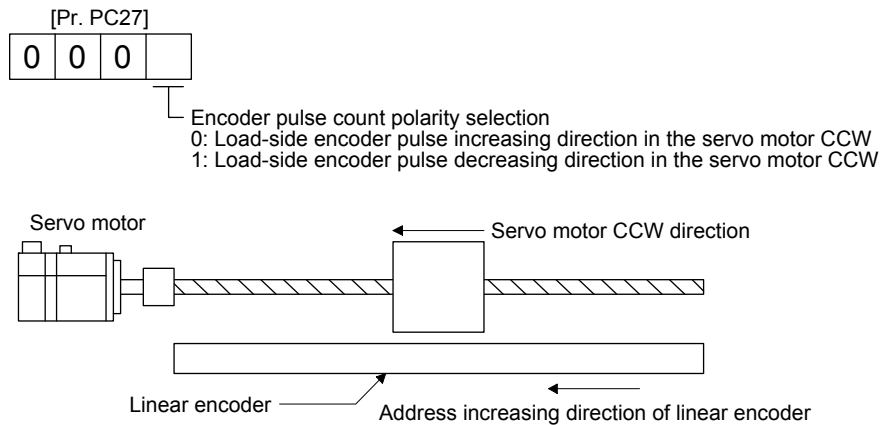 [Pr. PC27]
0 0 0
Encoder pulse count polarity selection
0: Load-side encoder pulse increasing direction in the servo motor CCW
1: Load-side encoder pulse decreasing direction in the servo motor CCW
Servo motor
Servo motor CCW direction
Linear encoder
Address increasing direction of linear encoder